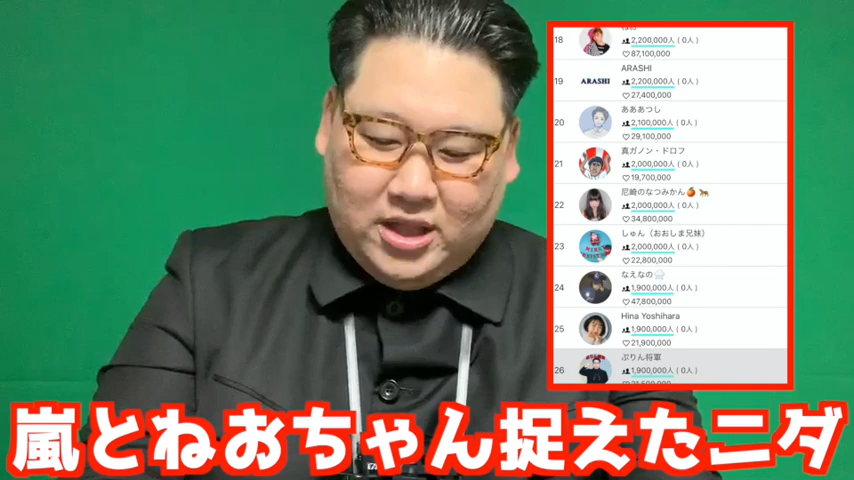 18
2,200,000人 ( 0人 )
♡87,100,000
ARASHI
19
ARASHI
2,200,000人 ( 0人 )
♡27,400,000
あああつし
20
2,100,000人 ( 0人 )
♡29,100,000
真ガノン・ドロフ
21
2,000,000人 ( 0人 )
♡19,700,000
尼崎のなつみかん🍊🐅
22
2,000,000人 ( 0人 )
♡34,800,000
しゅん（おおしま兄妹）
23
2,000,000人 ( 0人 )
♡22,800,000
なえなの
24
1,900,000人 ( 0人 )
♡47,800,000
Hina Yoshihara
25
1,900,000人 ( 0人 )
♡21,900,000
ぷりん将軍
26
1,900,000人 ( 0人 )
嵐とねおちゃん捉えたニダ